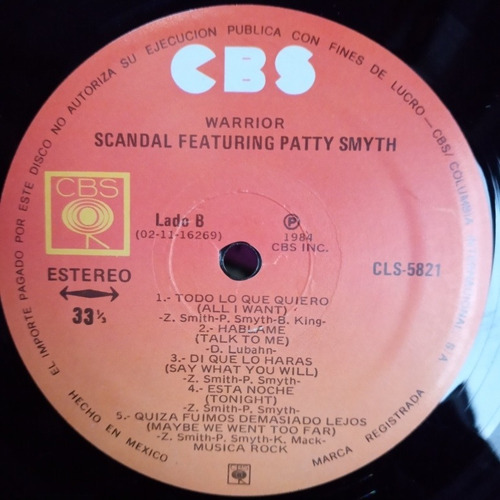 EL IMPORTE PAGADO POR ESTE DISCO NO AUTORIZA SU EJECUCION PUBLICA CON FINES DE LUCRO-CBS/COLUMBIA INTERNACIONAL S A
CBS
WARRIOR
SCANDAL FEATURING PATTY SMYTH
CBS
Lado B
(02-11-16269)
P
1984
CBS INC.
ESTEREO
33 ⅓
CLS-5821
1.- TODO LO QUE QUIERO
(ALL I WANT)
-Z. Smith-P. Smyth-B. King-
2.- HABLAME
(TALK TO ME)
-D. Lubahn-
3.- DI QUE LO HARAS
(SAY WHAT YOU WILL)
-Z. Smith-P. Smyth-
4.- ESTA NOCHE
(TONIGHT)
-Z. Smith-P. Smyth-
5.- QUIZA FUIMOS DEMASIADO LEJOS
(MAYBE WE WENT TOO FAR)
-Z. Smith-P. Smyth-K. Mack-
MUSICA ROCK
HECHO EN MEXICO
MARCA REGISTRADA